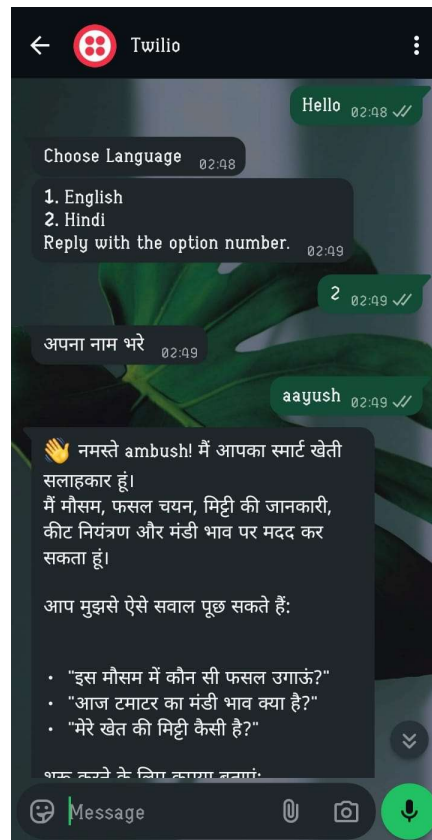 Twilio
Hello 02:48
Choose Language 02:48
1. English
2. Hindi
Reply with the option number. 02:49
2 02:49
अपना नाम भरे 02:49
aayush 02:49
👋 नमस्ते ambush! मैं आपका स्मार्ट खेती
सलाहकार हूं।
मैं मौसम, फसल चयन, मिट्टी की जानकारी,
कीट नियंत्रण और मंडी भाव पर मदद कर
सकता हूं।
आप मुझसे ऐसे सवाल पूछ सकते हैं:
• "इस मौसम में कौन सी फसल उगाऊं?"
• "आज टमाटर का मंडी भाव क्या है?"
• "मेरे खेत की मिट्टी कैसी है?"
शुरू करने के लिए कृपया बताएं:
Message